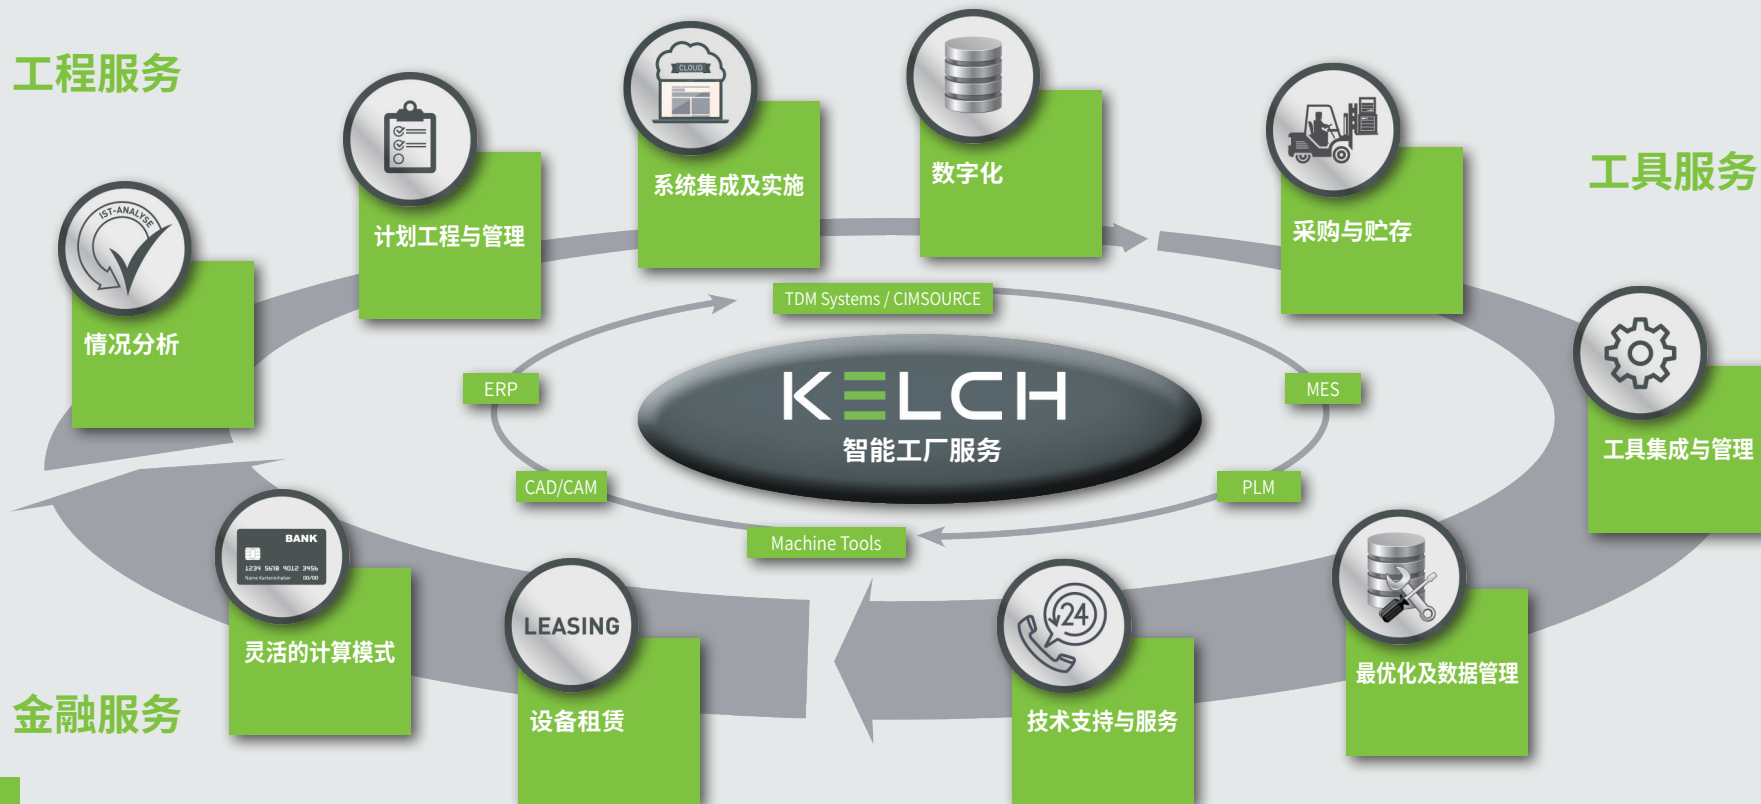 工程服务
CLOUD
系统集成及实施
数字化
计划工程与管理
采购与贮存
工具服务
IST-ANALYSE
情况分析
TDM Systems / CIMSOURCE
ERP
MES
KELCH
智能工厂服务
工具集成与管理
CAD/CAM
PLM
Machine Tools
BANK
1234 5678 9012 3456
Name Karteninhaber 00/00
灵活的计算模式
LEASING
设备租赁
24
技术支持与服务
最优化及数据管理
金融服务